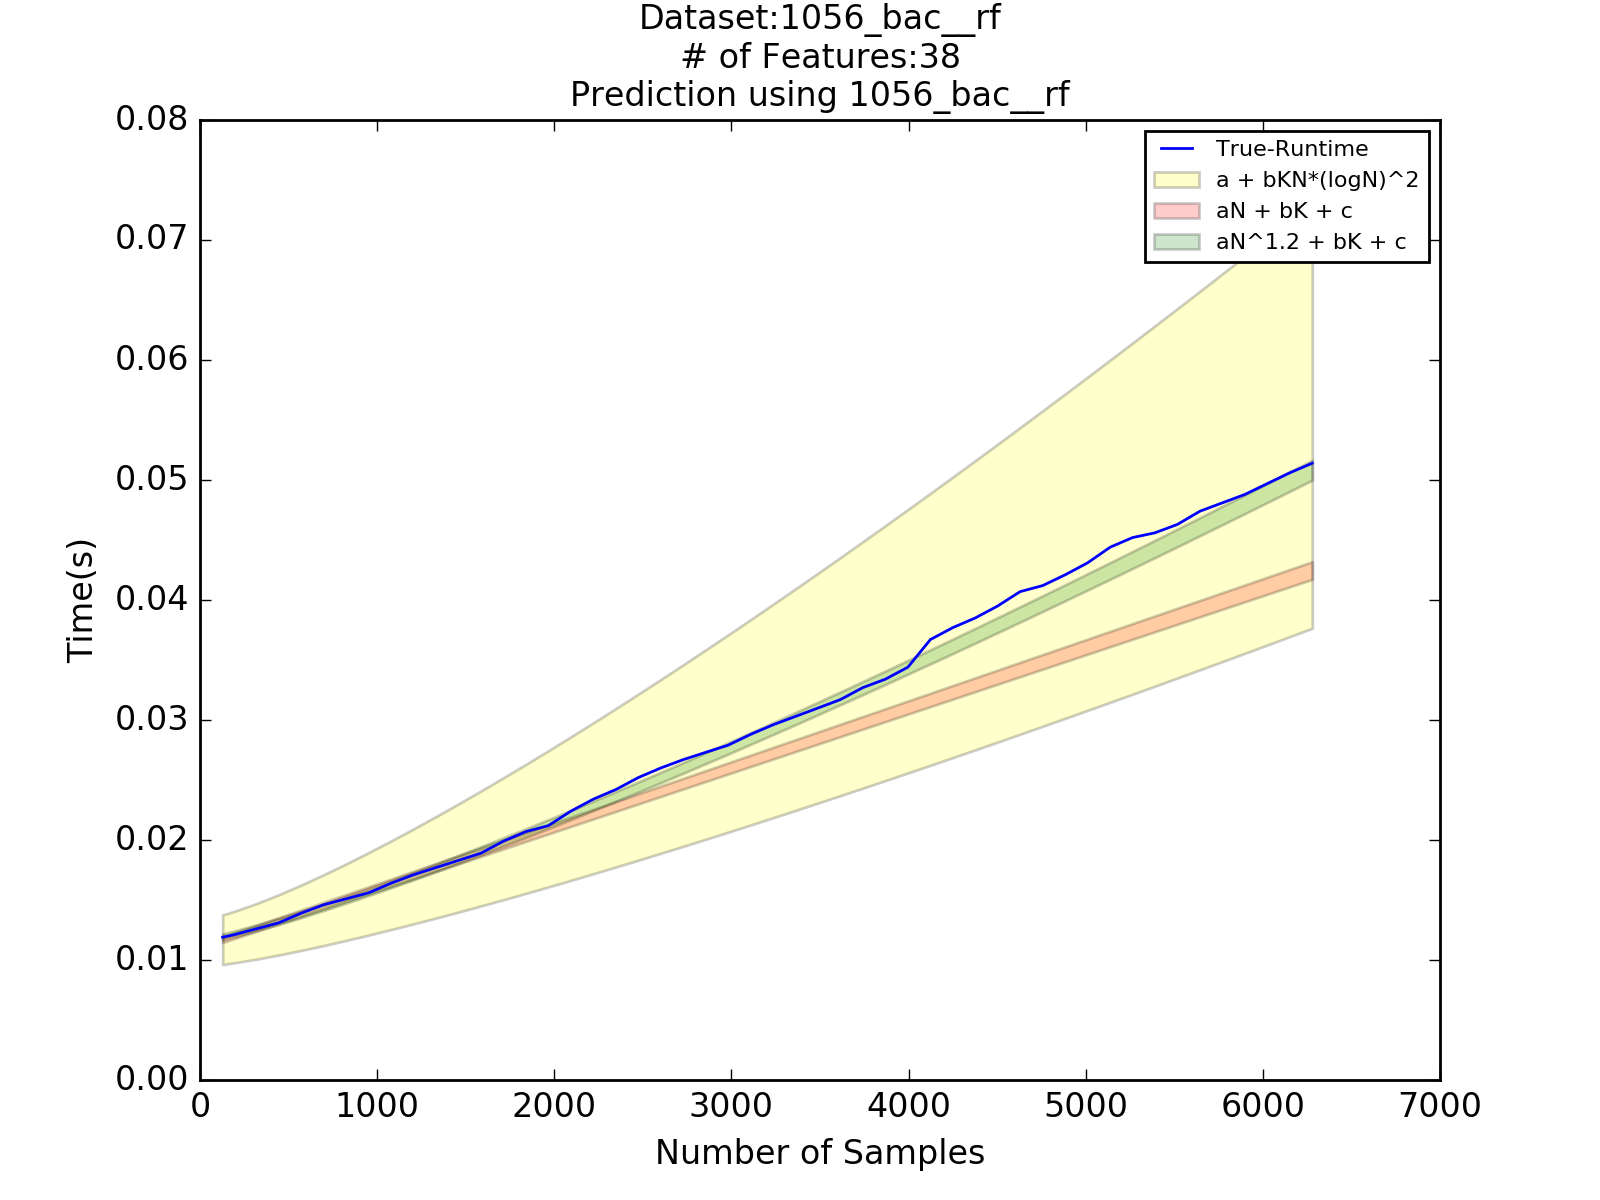 Dataset:1056_bac__rf
# of Features:38
Prediction using 1056_bac__rf
0.08
0.07
0.06
0.05
0.04
0.03
0.02
0.01
0.00
Time(s)
True-Runtime
a + bKN*(logN)^2
aN + bK + c
aN^1.2 + bK + c
0 1000 2000 3000 4000 5000 6000 7000
Number of Samples